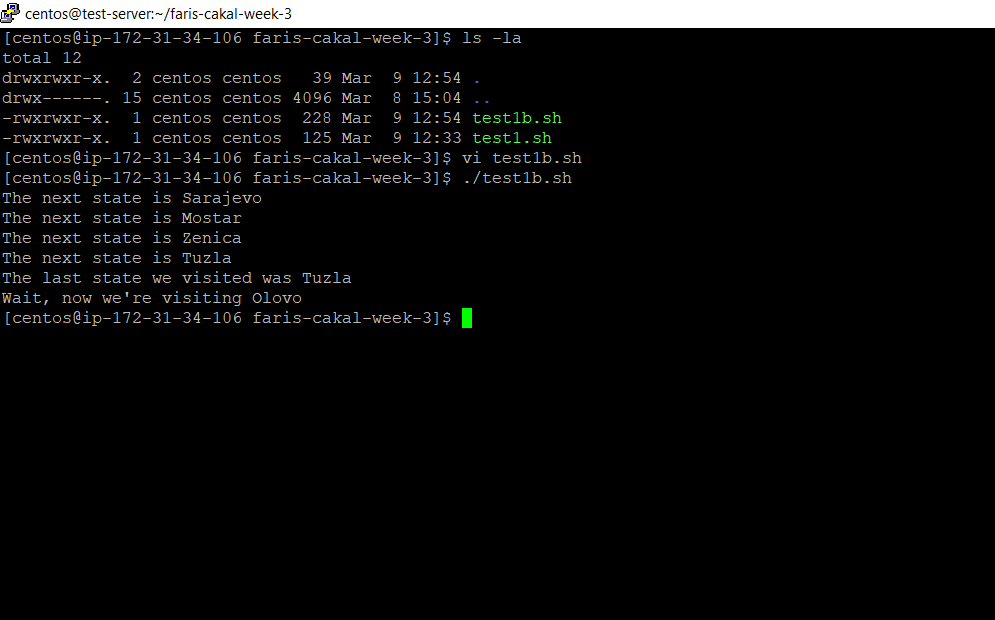 centos@test-server:~/faris-cakal-week-3
[centos@ip-172-31-34-106 faris-cakal-week-3]$ ls -la
total 12
drwxrwxr-x.  2 centos centos   39 Mar  9 12:54 .
drwx------. 15 centos centos 4096 Mar  8 15:04 ..
-rwxrwxr-x.  1 centos centos  228 Mar  9 12:54 test1b.sh
-rwxrwxr-x.  1 centos centos  125 Mar  9 12:33 test1.sh
[centos@ip-172-31-34-106 faris-cakal-week-3]$ vi test1b.sh
[centos@ip-172-31-34-106 faris-cakal-week-3]$ ./test1b.sh
The next state is Sarajevo
The next state is Mostar
The next state is Zenica
The next state is Tuzla
The last state we visited was Tuzla
Wait, now we're visiting Olovo
[centos@ip-172-31-34-106 faris-cakal-week-3]$